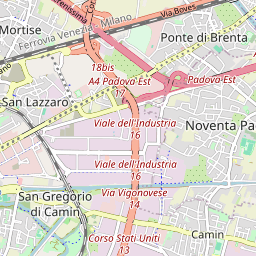 Mortise
Ferrovia Venezia-Milano
Via Boves
Ponte di Brenta
18bis
A4 Padova Est
17
Padova-Est
San Lazzaro
Viale dell'Industria
16
Noventa Pa
Viale dell'Industria
16
San Gregorio
di Camin
Via Vigonovese
14
Corso Stati Uniti
13
Camin